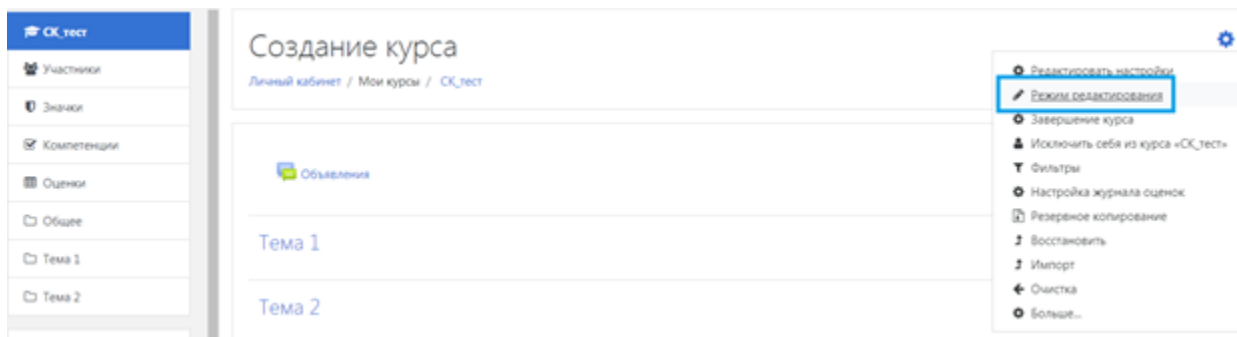 СК_тест
Участники
Значки
Компетенции
Оценки
Общее
Тема 1
Тема 2
Создание курса
Личный кабинет / Мои курсы / СК_тест
Объявления
Тема 1
Тема 2
Редактировать настройки
Режим редактирования
Завершение курса
Исключить себя из курса «СК_тест»
Фильтры
Настройка журнала оценок
Резервное копирование
Восстановить
Импорт
Очистка
Больше...